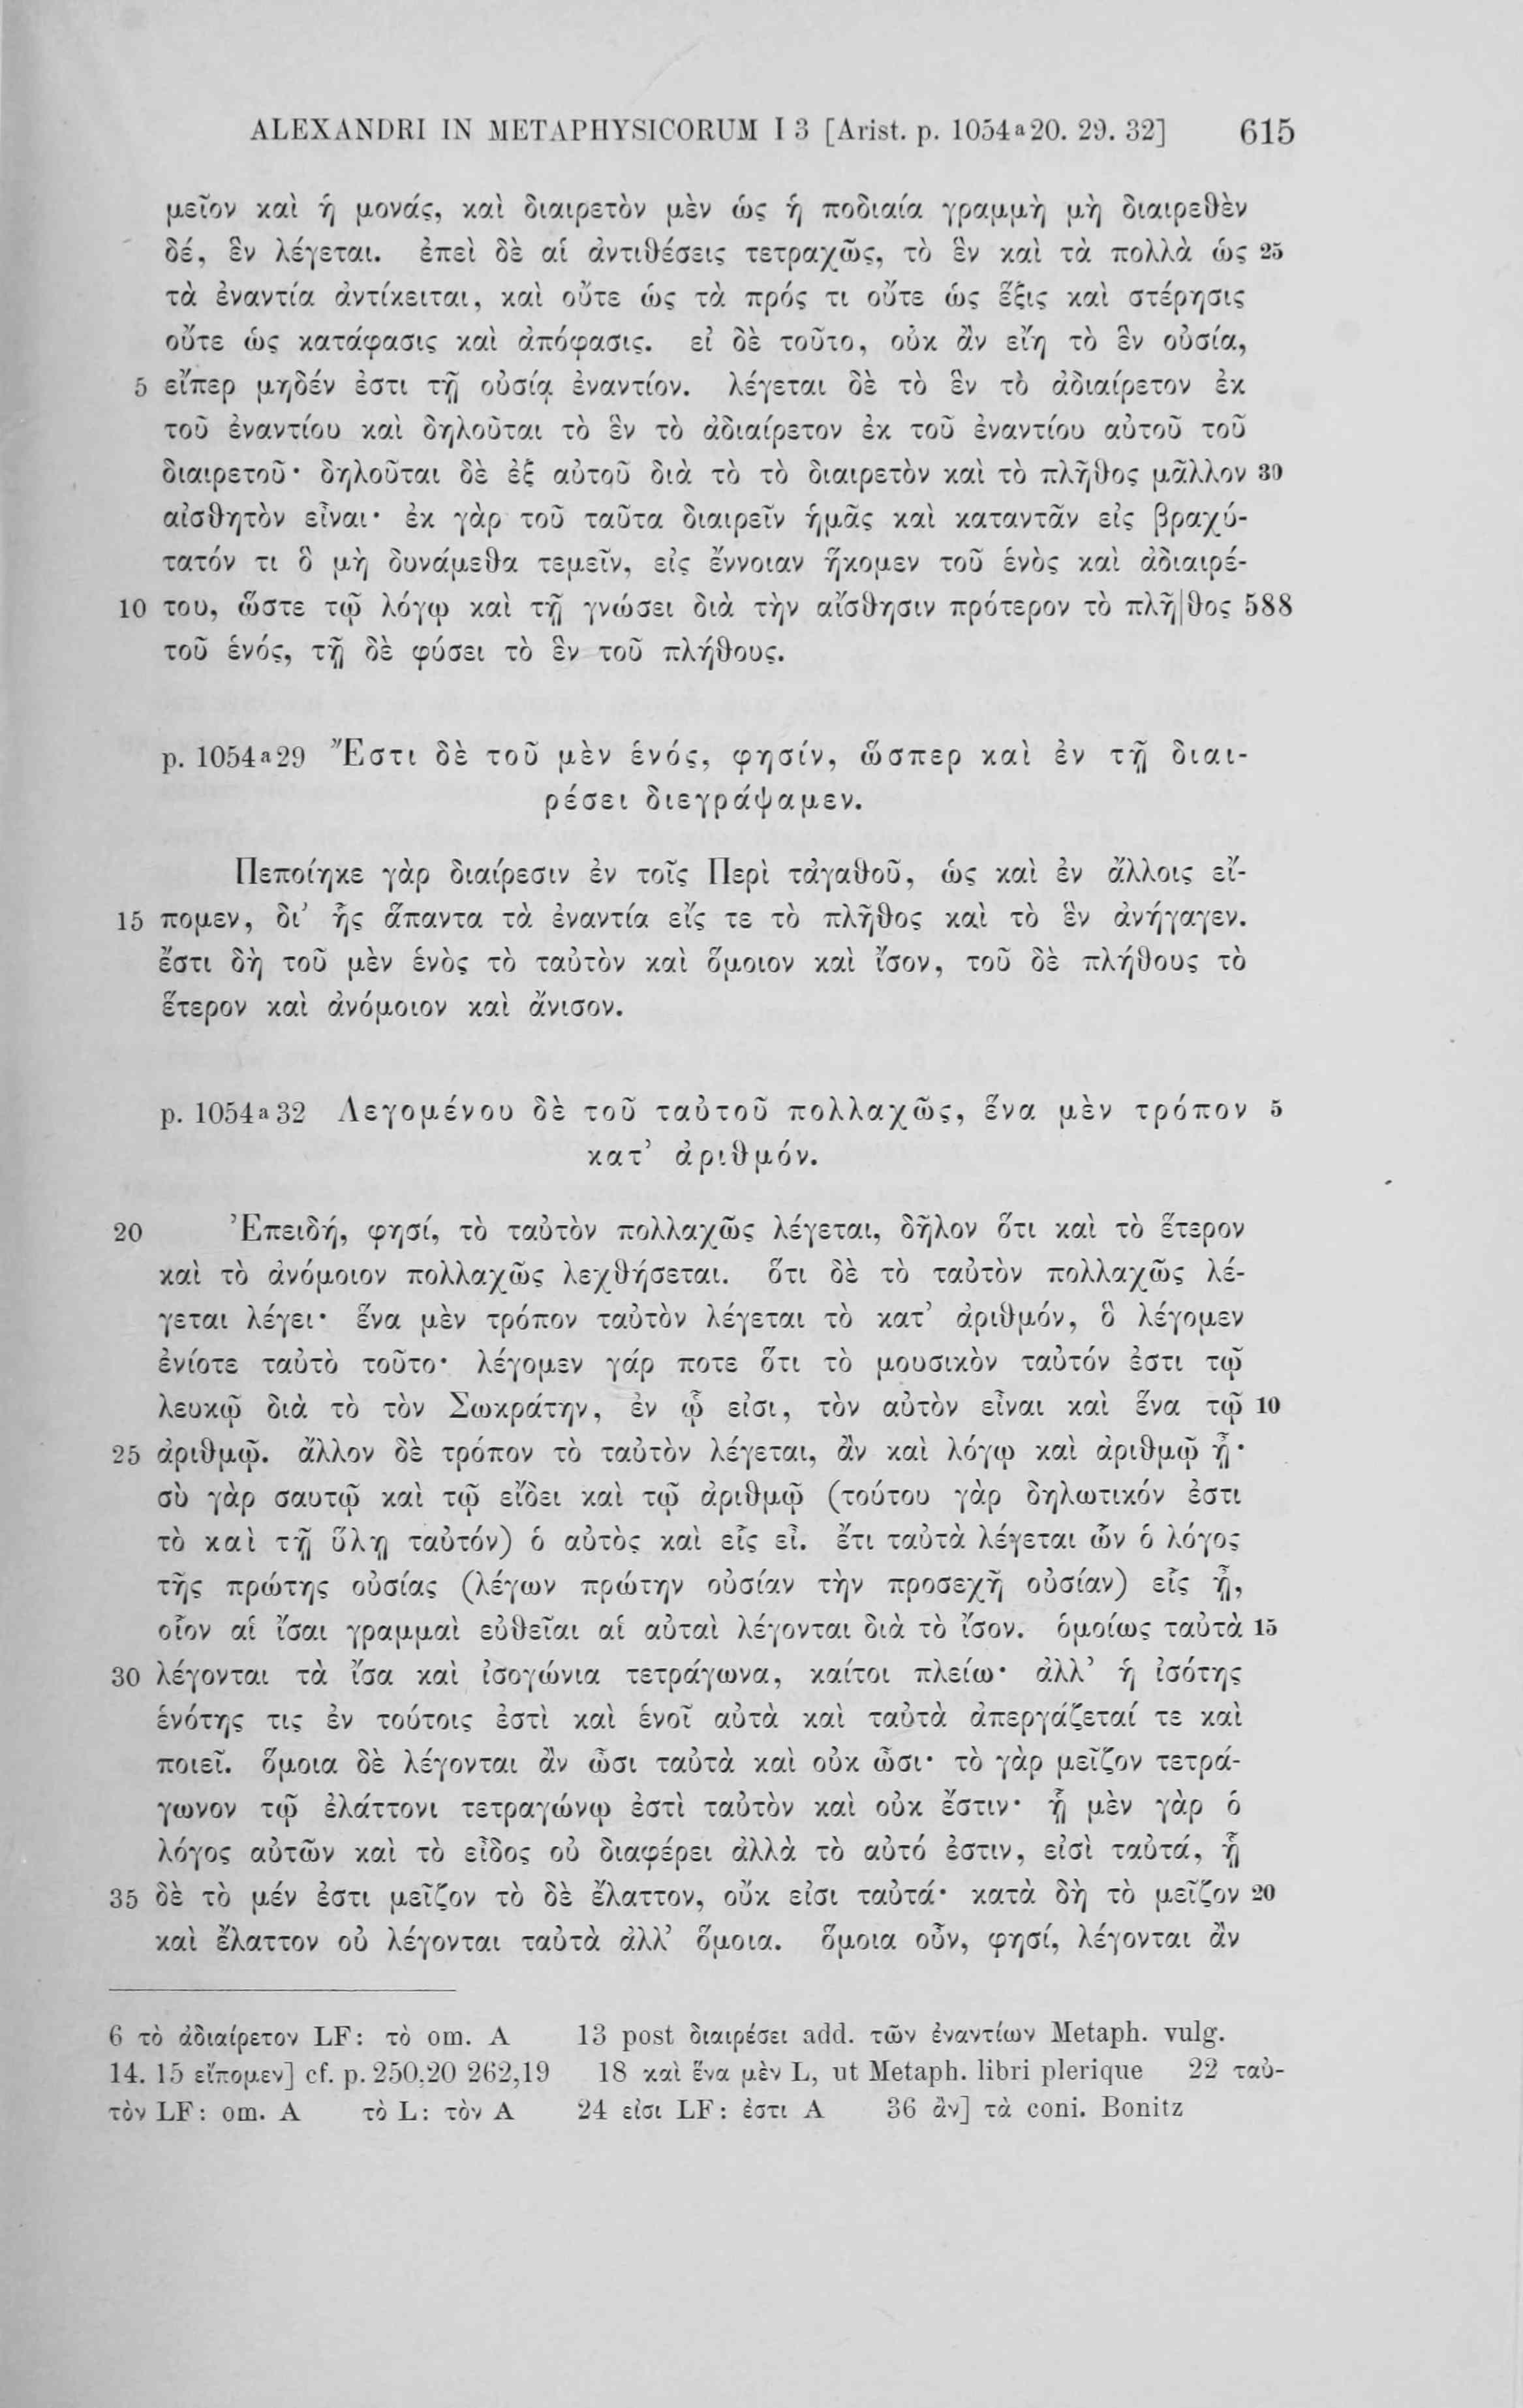 ALEXANDRI IN METAPHYSICORUM I 3 [Arist. p. 1054ᵃ20. 29. 32] 615
μεῖον καὶ ἡ μονάς, καὶ διαιρετὸν μὲν ὡς ἡ ποδιαία γραμμὴ μὴ διαιρεθὲν
δέ, ἓν λέγεται. ἐπεὶ δὲ αἱ ἀντιθέσεις τετραχῶς, τὸ ἓν καὶ τὰ πολλὰ ὡς 25
τὰ ἐναντία ἀντίκειται, καὶ οὔτε ὡς τὰ πρός τι οὔτε ὡς ἕξις καὶ στέρησις
οὔτε ὡς κατάφασις καὶ ἀπόφασις. εἰ δὲ τοῦτο, οὐκ ἂν εἴη τὸ ἓν οὐσία,
5 εἴπερ μηδέν ἐστι τῇ οὐσίᾳ ἐναντίον. λέγεται δὲ τὸ ἓν τὸ ἀδιαίρετον ἐκ
τοῦ ἐναντίου καὶ δηλοῦται τὸ ἓν τὸ ἀδιαίρετον ἐκ τοῦ ἐναντίου αὐτοῦ τοῦ
διαιρετοῦ· δηλοῦται δὲ ἐξ αὐτοῦ διὰ τὸ τὸ διαιρετὸν καὶ τὸ πλῆθος μᾶλλον 30
αἰσθητὸν εἶναι· ἐκ γὰρ τοῦ ταῦτα διαιρεῖν ἡμᾶς καὶ καταντᾶν εἰς βραχύ-
τατόν τι ὃ μὴ δυνάμεθα τεμεῖν, εἰς ἔννοιαν ἥκομεν τοῦ ἑνὸς καὶ ἀδιαιρέ-
10 του, ὥστε τῷ λόγῳ καὶ τῇ γνώσει διὰ τὴν αἴσθησιν πρότερον τὸ πλῆ|θος 588
τοῦ ἑνός, τῇ δὲ φύσει τὸ ἓν τοῦ πλήθους.
p. 1054ᵃ29 Ἔστι δὲ τοῦ μὲν ἑνός, φησίν, ὥσπερ καὶ ἐν τῇ διαι-
ρέσει διεγράψαμεν.
Πεποίηκε γὰρ διαίρεσιν ἐν τοῖς Περὶ τἀγαθοῦ, ὡς καὶ ἐν ἄλλοις εἴ-
15 πομεν, δι’ ἧς ἅπαντα τὰ ἐναντία εἴς τε τὸ πλῆθος καὶ τὸ ἓν ἀνήγαγεν.
ἔστι δὴ τοῦ μὲν ἑνὸς τὸ ταὐτὸν καὶ ὅμοιον καὶ ἴσον, τοῦ δὲ πλήθους τὸ
ἕτερον καὶ ἀνόμοιον καὶ ἄνισον.
p. 1054ᵃ32 Λεγομένου δὲ τοῦ ταὐτοῦ πολλαχῶς, ἕνα μὲν τρόπον 5
κατ’ ἀριθμόν.
20 Ἐπειδή, φησί, τὸ ταὐτὸν πολλαχῶς λέγεται, δῆλον ὅτι καὶ τὸ ἕτερον
καὶ τὸ ἀνόμοιον πολλαχῶς λεχθήσεται. ὅτι δὲ τὸ ταὐτὸν πολλαχῶς λέ-
γεται λέγει· ἕνα μὲν τρόπον ταὐτὸν λέγεται τὸ κατ’ ἀριθμόν, ὃ λέγομεν
ἐνίοτε ταὐτὸ τοῦτο· λέγομεν γάρ ποτε ὅτι τὸ μουσικὸν ταὐτόν ἐστι τῷ
λευκῷ διὰ τὸ τὸν Σωκράτην, ἐν ᾧ εἰσι, τὸν αὐτὸν εἶναι καὶ ἕνα τῷ 10
25 ἀριθμῷ. ἄλλον δὲ τρόπον τὸ ταὐτὸν λέγεται, ἂν καὶ λόγῳ καὶ ἀριθμῷ ᾖ·
σὺ γὰρ σαυτῷ καὶ τῷ εἴδει καὶ τῷ ἀριθμῷ (τούτου γὰρ δηλωτικόν ἐστι
τὸ καὶ τῇ ὕλῃ ταὐτόν) ὁ αὐτὸς καὶ εἷς εἶ. ἔτι ταὐτὰ λέγεται ὧν ὁ λόγος
τῆς πρώτης οὐσίας (λέγων πρώτην οὐσίαν τὴν προσεχῆ οὐσίαν) εἷς ᾖ,
οἷον αἱ ἴσαι γραμμαὶ εὐθεῖαι αἱ αὐταὶ λέγονται διὰ τὸ ἴσον. ὁμοίως ταὐτὰ 15
30 λέγονται τὰ ἴσα καὶ ἰσογώνια τετράγωνα, καίτοι πλείω· ἀλλ’ ἡ ἰσότης
ἑνότης τις ἐν τούτοις ἐστὶ καὶ ἑνοῖ αὐτὰ καὶ ταὐτὰ ἀπεργάζεταί τε καὶ
ποιεῖ. ὅμοια δὲ λέγονται ἂν ὦσι ταὐτὰ καὶ οὐκ ὦσι· τὸ γὰρ μεῖζον τετρά-
γωνον τῷ ἐλάττονι τετραγώνῳ ἐστὶ ταὐτὸν καὶ οὐκ ἔστιν· ᾗ μὲν γὰρ ὁ
λόγος αὐτῶν καὶ τὸ εἶδος οὐ διαφέρει ἀλλὰ τὸ αὐτό ἐστιν, εἰσὶ ταὐτά, ᾗ
35 δὲ τὸ μέν ἐστι μεῖζον τὸ δὲ ἔλαττον, οὔκ εἰσι ταὐτά· κατὰ δὴ τὸ μεῖζον 20
καὶ ἔλαττον οὐ λέγονται ταὐτὰ ἀλλ’ ὅμοια. ὅμοια οὖν, φησί, λέγονται ἂν
6 τὸ ἀδιαίρετον LF: τὸ om. A 13 post διαιρέσει add. τῶν ἐναντίων Metaph. vulg.
14. 15 εἴπομεν] cf. p. 250,20 262,19 18 καὶ ἕνα μὲν L, ut Metaph. libri plerique 22 ταὐ-
τὸν LF: om. A τὸ L: τὸν A 24 εἰσι LF: ἐστι A 36 ἂν] τὰ coni. Bonitz